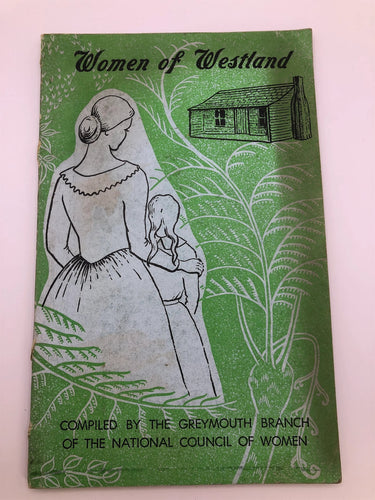 Women of Westland
COMPILED BY THE GREYMOUTH BRANCH
OF THE NATIONAL COUNCIL OF WOMEN